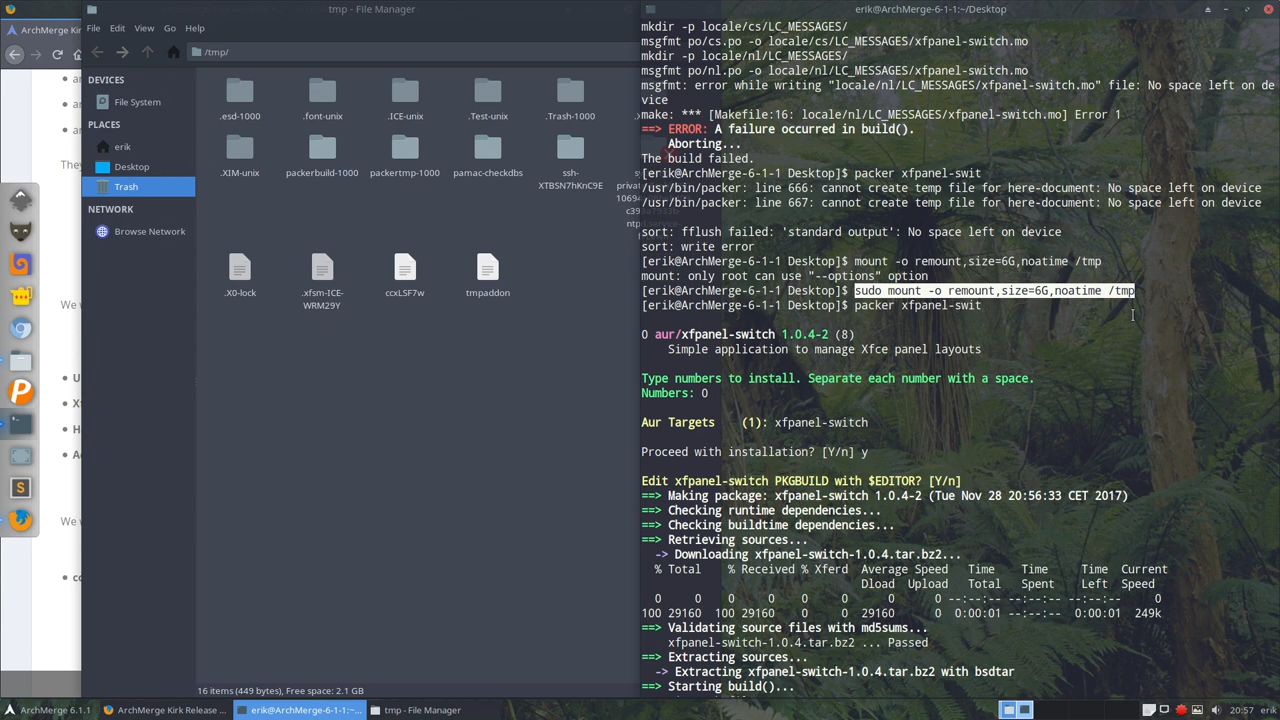 ArchMerge Kir
tmp - File Manager
File Edit View Go Help
/tmp/
DEVICES
File System
PLACES
erik
Desktop
Trash
NETWORK
Browse Network
.esd-1000
.font-unix
.ICE-unix
.Test-unix
.Trash-1000
.XIM-unix
packerbuild-1000
packertmp-1000
pamac-checkdbs
ssh-
XTBSN7hKnC9E
.X0-lock
.xfsm-ICE-
WRM29Y
ccxLSF7w
tmpaddon
16 items (449 bytes), Free space: 2.1 GB
They
We w
We w
erik@ArchMerge-6-1-1:~/Desktop
mkdir -p locale/cs/LC_MESSAGES/
msgfmt po/cs.po -o locale/cs/LC_MESSAGES/xfpanel-switch.mo
mkdir -p locale/nl/LC_MESSAGES/
msgfmt po/nl.po -o locale/nl/LC_MESSAGES/xfpanel-switch.mo
msgfmt: error while writing "locale/nl/LC_MESSAGES/xfpanel-switch.mo" file: No space left on de
vice
make: *** [Makefile:16: locale/nl/LC_MESSAGES/xfpanel-switch.mo] Error 1
==> ERROR: A failure occurred in build().
Aborting...
The build failed.
[erik@ArchMerge-6-1-1 Desktop]$ packer xfpanel-swit
/usr/bin/packer: line 666: cannot create temp file for here-document: No space left on device
/usr/bin/packer: line 667: cannot create temp file for here-document: No space left on device
sort: fflush failed: 'standard output': No space left on device
sort: write error
[erik@ArchMerge-6-1-1 Desktop]$ mount -o remount,size=6G,noatime /tmp
mount: only root can use "--options" option
[erik@ArchMerge-6-1-1 Desktop]$ sudo mount -o remount,size=6G,noatime /tmp
[erik@ArchMerge-6-1-1 Desktop]$ packer xfpanel-swit
0 aur/xfpanel-switch 1.0.4-2 (8)
Simple application to manage Xfce panel layouts
Type numbers to install. Separate each number with a space.
Numbers: 0
Aur Targets (1): xfpanel-switch
Proceed with installation? [Y/n] y
Edit xfpanel-switch PKGBUILD with $EDITOR? [Y/n]
==> Making package: xfpanel-switch 1.0.4-2 (Tue Nov 28 20:56:33 CET 2017)
==> Checking runtime dependencies...
==> Checking buildtime dependencies...
==> Retrieving sources...
-> Downloading xfpanel-switch-1.0.4.tar.bz2...
% Total % Received % Xferd Average Speed Time Time Time Current
Dload Upload Total Spent Left Speed
0 0 0 0 0 0 0 0 --:--:-- --:--:-- --:--:-- 0
100 29160 100 29160 0 0 29160 0 0:00:01 --:--:-- 0:00:01 249k
==> Validating source files with md5sums...
xfpanel-switch-1.0.4.tar.bz2 ... Passed
==> Extracting sources...
-> Extracting xfpanel-switch-1.0.4.tar.bz2 with bsdtar
==> Starting build()...
ArchMerge 6.1.1
ArchMerge Kirk Release ...
erik@ArchMerge-6-1-1:~...
tmp - File Manager
20:57 erik